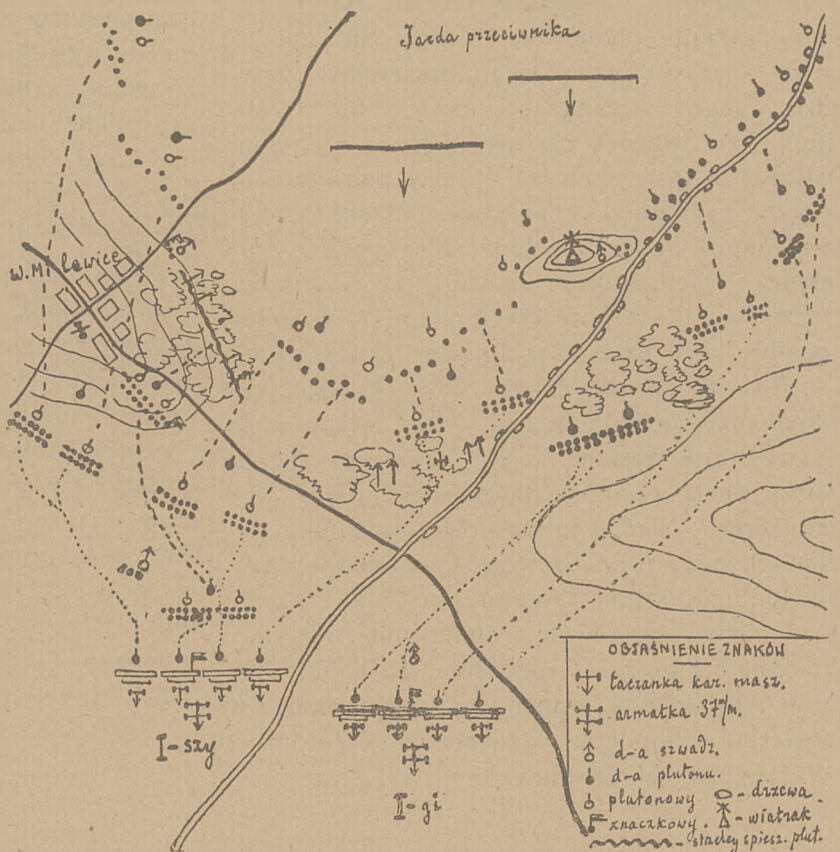 Jazda przeciwnika
w. Milowice
I-szy
II-gi
OBJAŚNIENIE ZNAKÓW
taczanka kar. masz.
armatka 37 m/m.
d-a szwadr.
d-a plutonu.
plutonowy
- drzewa
znaczkowy.
- wiatrak
- strzelcy spiesz. plut.